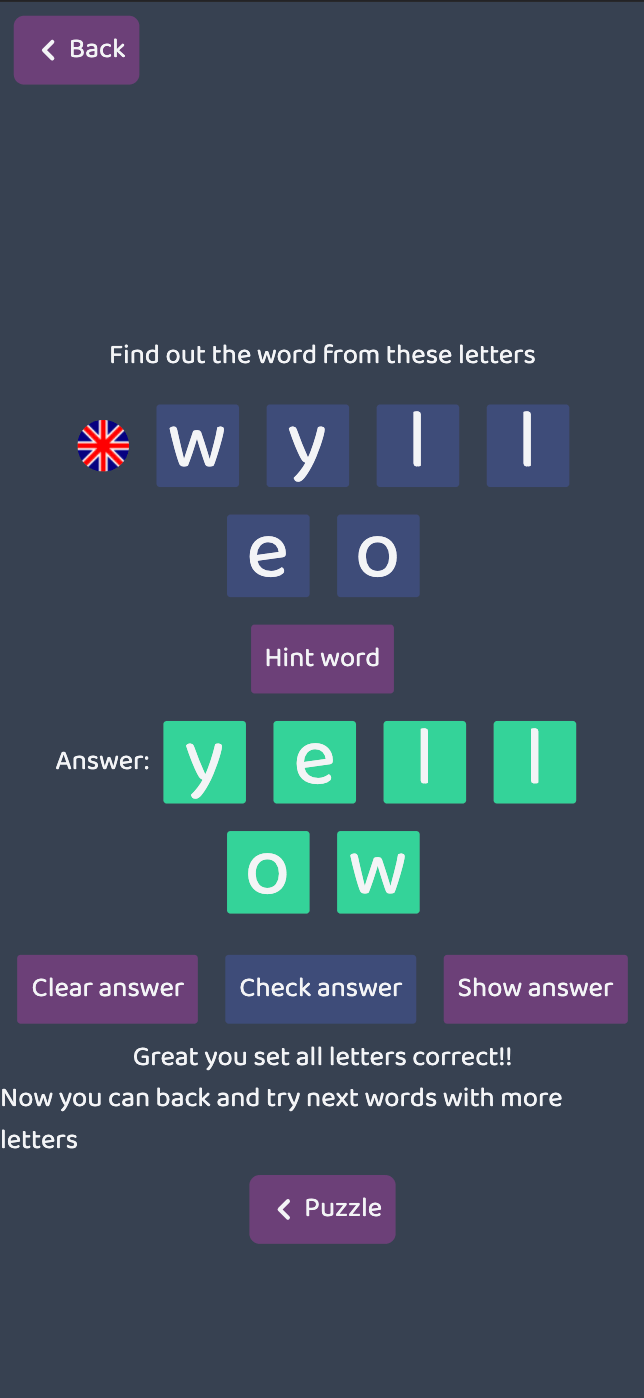 Back
Find out the word from these letters
w y l l
e o
Hint word
Answer: y e l l
o w
Clear answer Check answer Show answer
Great you set all letters correct!!
Now you can back and try next words with more
letters
Puzzle